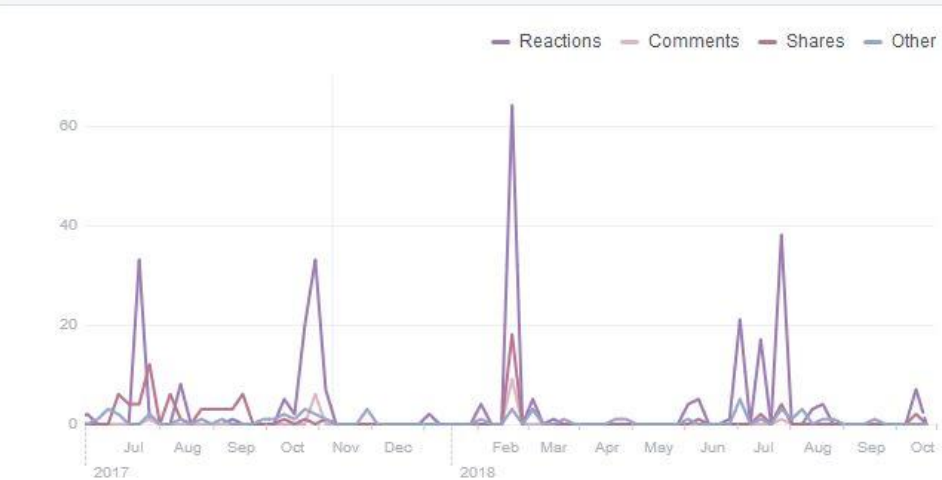 Reactions Comments Shares Other
60
40
20
0
Jul Aug Sep Oct Nov Dec Feb Mar Apr May Jun Jul Aug Sep Oct
2017 2018